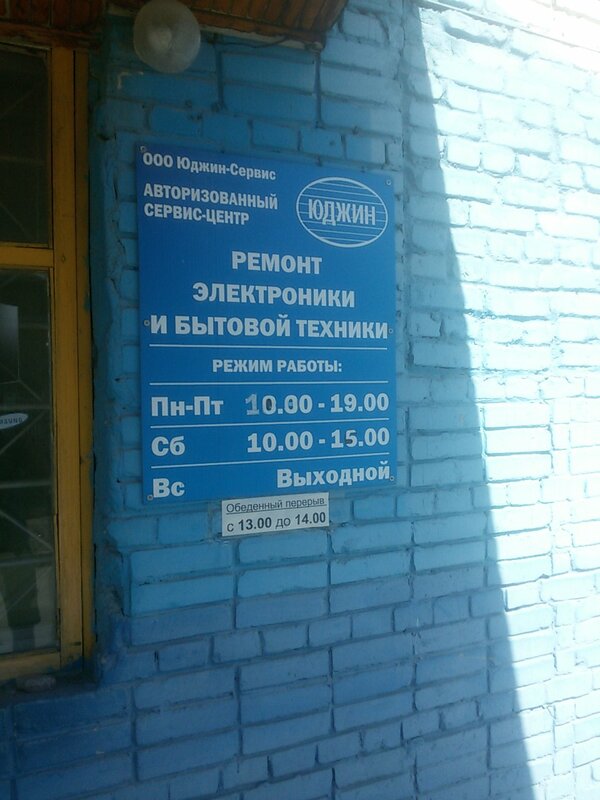 ООО Юджин-Сервис
АВТОРИЗОВАННЫЙ
СЕРВИС-ЦЕНТР
ЮДЖИН
РЕМОНТ
ЭЛЕКТРОНИКИ
И БЫТОВОЙ ТЕХНИКИ
РЕЖИМ РАБОТЫ:
Пн-Пт 10.00 - 19.00
Сб 10.00 - 15.00
Вс Выходной
Обеденный перерыв
с 13.00 до 14.00